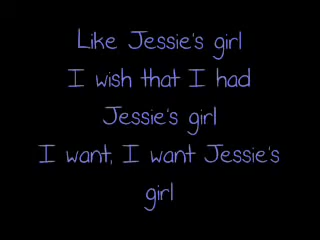 Like Jessie's girl
I wish that I had
Jessie's girl
I want, I want Jessie's
girl